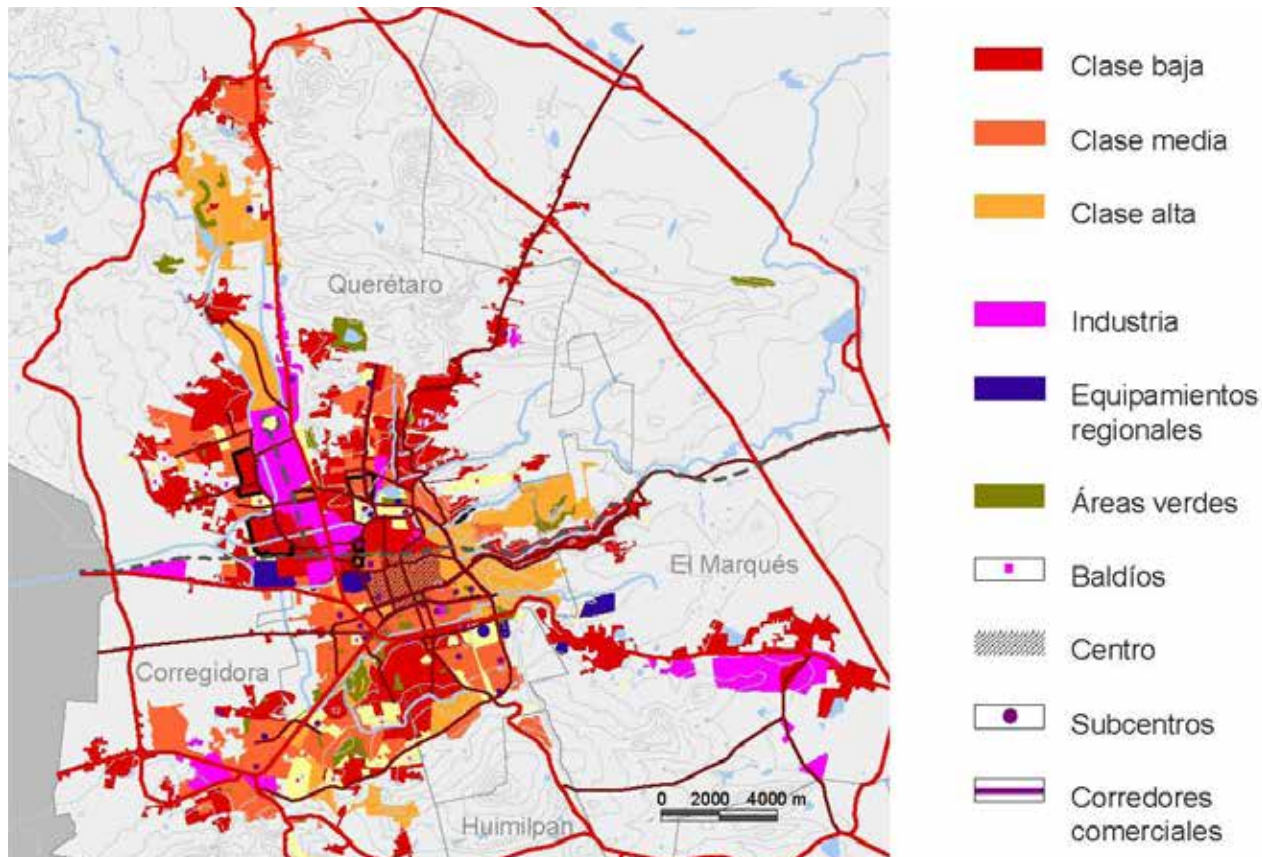 Querétaro
El Marqués
Corregidora
Huimilpan
0 2000 4000 m
Clase baja
Clase media
Clase alta
Industria
Equipamientos
regionales
Áreas verdes
Baldíos
Centro
Subcentros
Corredores
comerciales